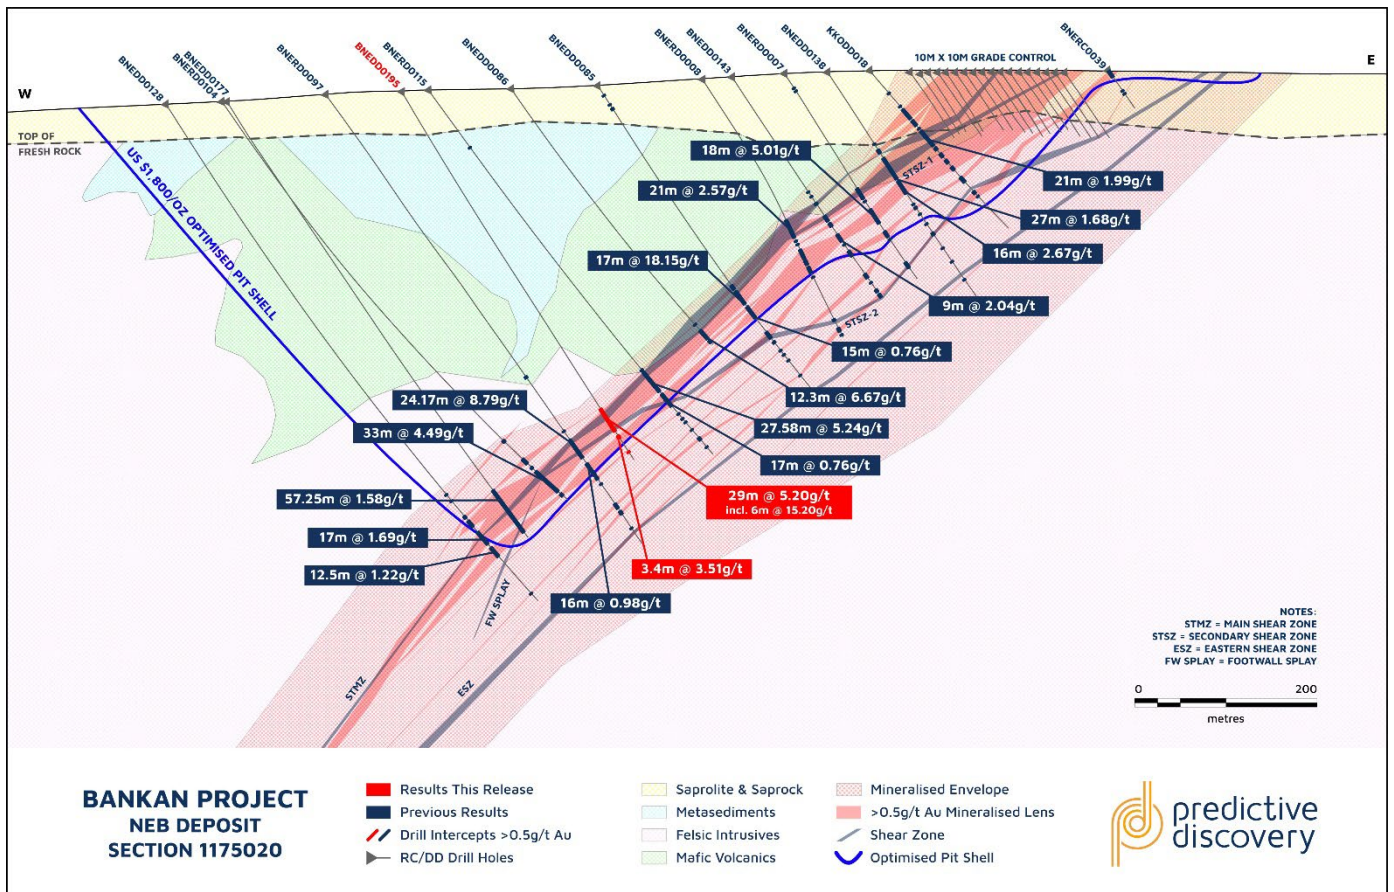 W
E
BNEDD0128
BNERD0104
BNEDD0177
BNERD0097
BNEDD0195
BNERD0115
BNEDD0086
BNEDD0085
BNERD0008
BNEDD0143
BNERD0007
BNEDD0136
KKODD018
10M X 10M GRADE CONTROL
BNERC0039
TOP OF
FRESH ROCK
US $1,800/OZ OPTIMISED PIT SHELL
18m @ 5.01g/t
STSZ-1
21m @ 1.99g/t
21m @ 2.57g/t
27m @ 1.68g/t
16m @ 2.67g/t
17m @ 18.15g/t
9m @ 2.04g/t
STSZ-2
15m @ 0.76g/t
12.3m @ 6.67g/t
24.17m @ 8.79g/t
27.58m @ 5.24g/t
33m @ 4.49g/t
17m @ 0.76g/t
57.25m @ 1.58g/t
29m @ 5.20g/t
incl. 6m @ 15.20g/t
17m @ 1.69g/t
3.4m @ 3.51g/t
12.5m @ 1.22g/t
16m @ 0.98g/t
FW SPLAY
STMZ
ESZ
NOTES:
STMZ = MAIN SHEAR ZONE
STSZ = SECONDARY SHEAR ZONE
ESZ = EASTERN SHEAR ZONE
FW SPLAY = FOOTWALL SPLAY
0 200
metres
BANKAN PROJECT
NEB DEPOSIT
SECTION 1175020
Results This Release
Previous Results
Drill Intercepts >0.5g/t Au
RC/DD Drill Holes
Saprolite & Saprock
Metasediments
Felsic Intrusives
Mafic Volcanics
Mineralised Envelope
>0.5g/t Au Mineralised Lens
Shear Zone
Optimised Pit Shell
predictive
discovery